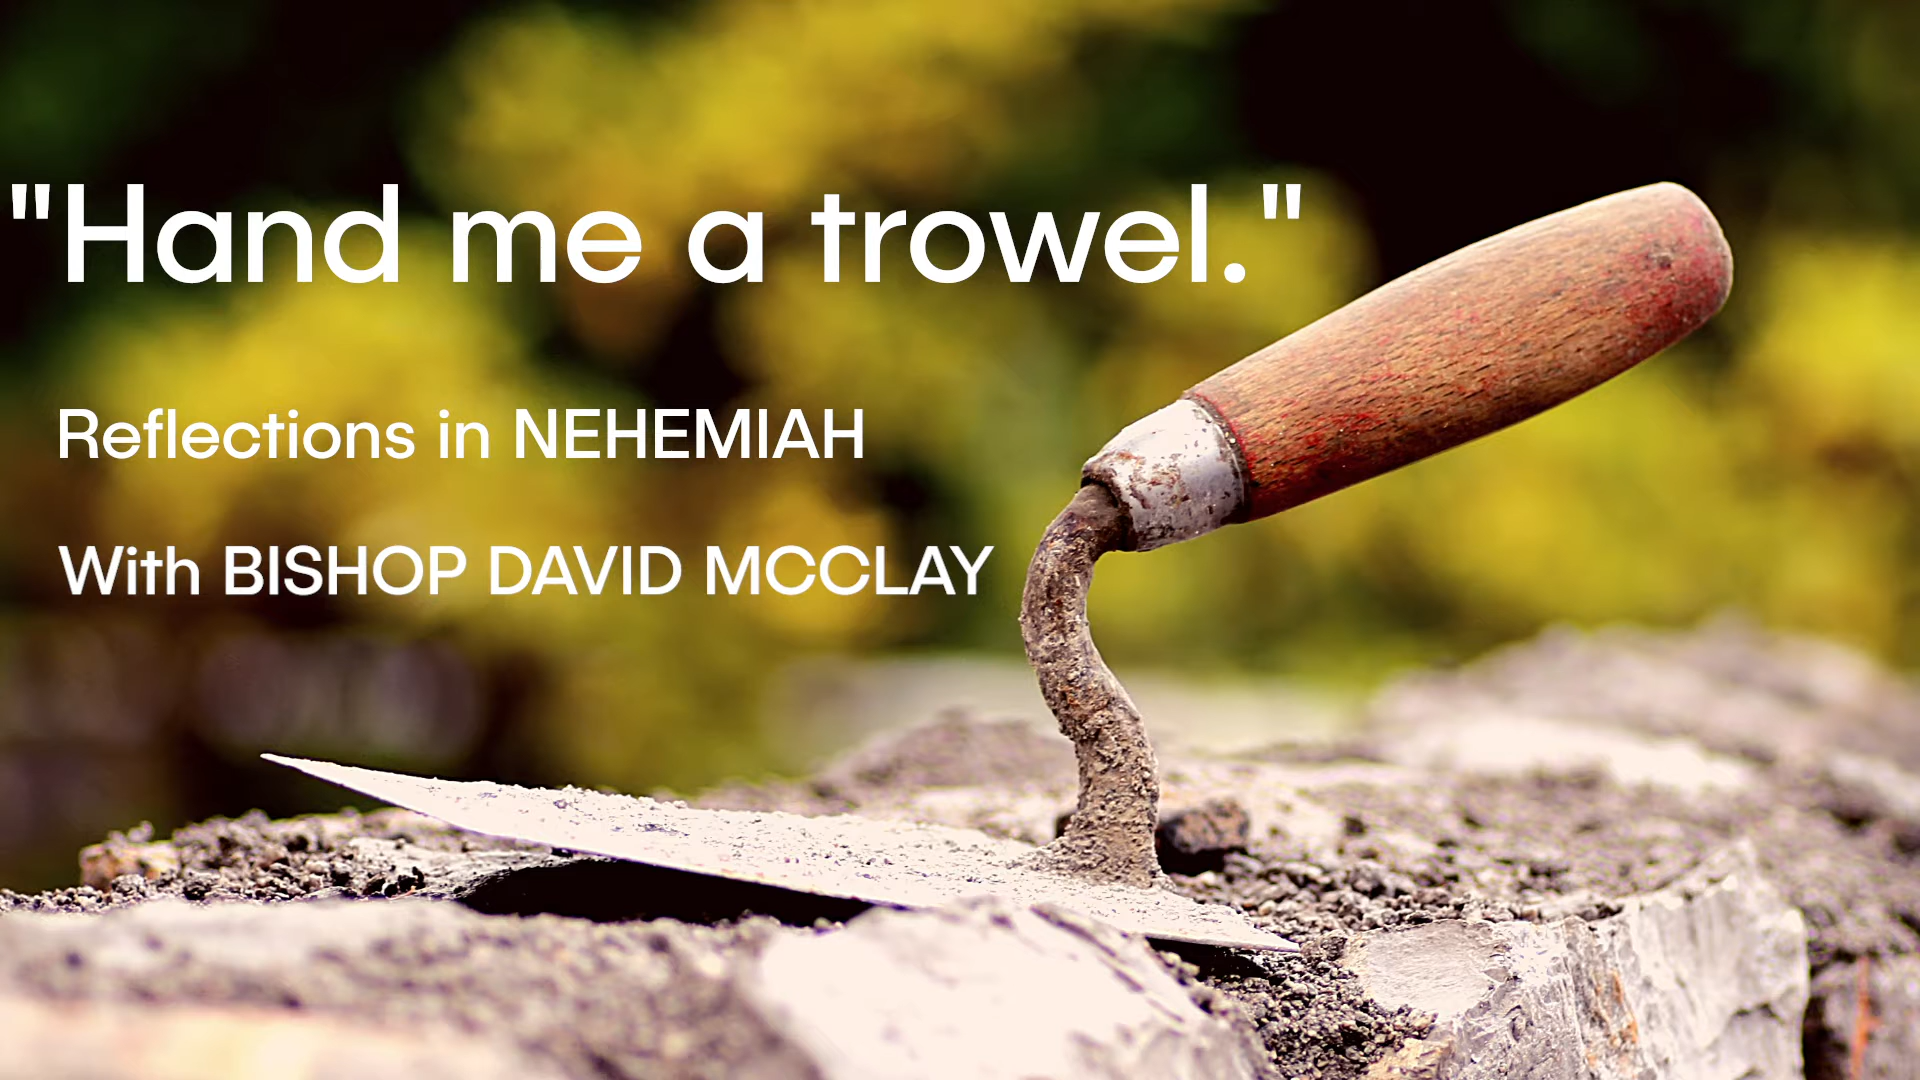 "Hand me a trowel."
Reflections in NEHEMIAH
With BISHOP DAVID MCCLAY